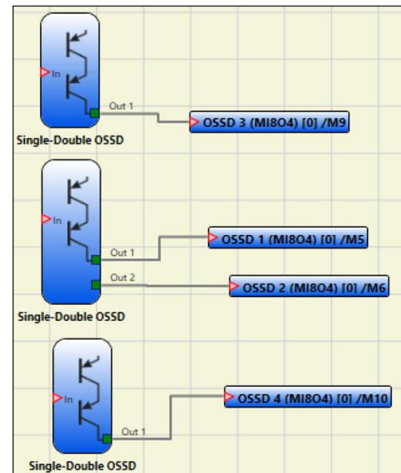 In
Out 1
OSSD 3 (MI8O4) [0] /M9
Single-Double OSSD
In
Out 1
OSSD 1 (MI8O4) [0] /M5
Out 2
OSSD 2 (MI8O4) [0] /M6
Single-Double OSSD
In
OSSD 4 (MI8O4) [0] /M10
Out 1
Single-Double OSSD